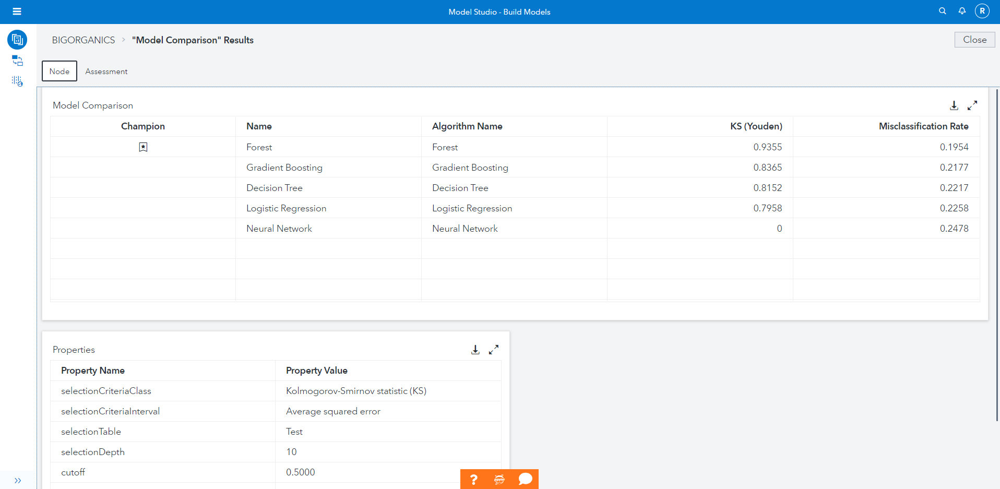 Model Studio - Build Models
R
BIGORGANICS > "Model Comparison" Results
Close
Node Assessment
Model Comparison
Champion Name Algorithm Name KS (Youden) Misclassification Rate
Forest Forest 0.9355 0.1954
Gradient Boosting Gradient Boosting 0.8365 0.2177
Decision Tree Decision Tree 0.8152 0.2217
Logistic Regression Logistic Regression 0.7958 0.2258
Neural Network Neural Network 0 0.2478
Properties
Property Name Property Value
selectionCriteriaClass Kolmogorov-Smirnov statistic (KS)
selectionCriteriaInterval Average squared error
selectionTable Test
selectionDepth 10
cutoff 0.5000
? jupyter